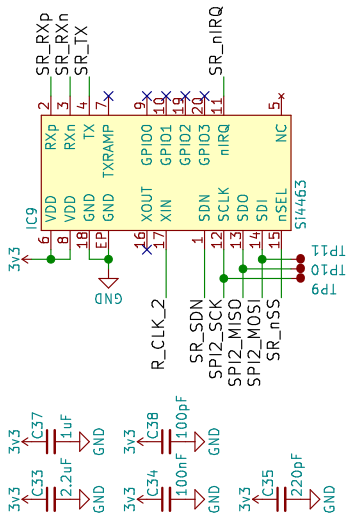 SR_RXp
SR_RXn
SR_TX
SR_nIRQ
2
3
4
7
9
10
19
20
11
5
RXp
RXn
TX
TXRAMP
GPIO0
GPIO1
GPIO2
GPIO3
nIRQ
NC
IC9
Si4463
VDD
VDD
GND
GND
XOUT
XIN
SDN
SCLK
SDO
SDI
nSEL
6
8
18
EP
16
17
1
12
13
14
15
3v3
GND
TP11
TP10
TP9
R_CLK_2
SR_SDN
SPI2_SCK
SPI2_MISO
SPI2_MOSI
SR_nSS
3v3
C37
1uF
GND
3v3
C38
100pF
GND
3v3
C33
2.2uF
GND
3v3
C34
100nF
GND
3v3
C35
220pF
GND